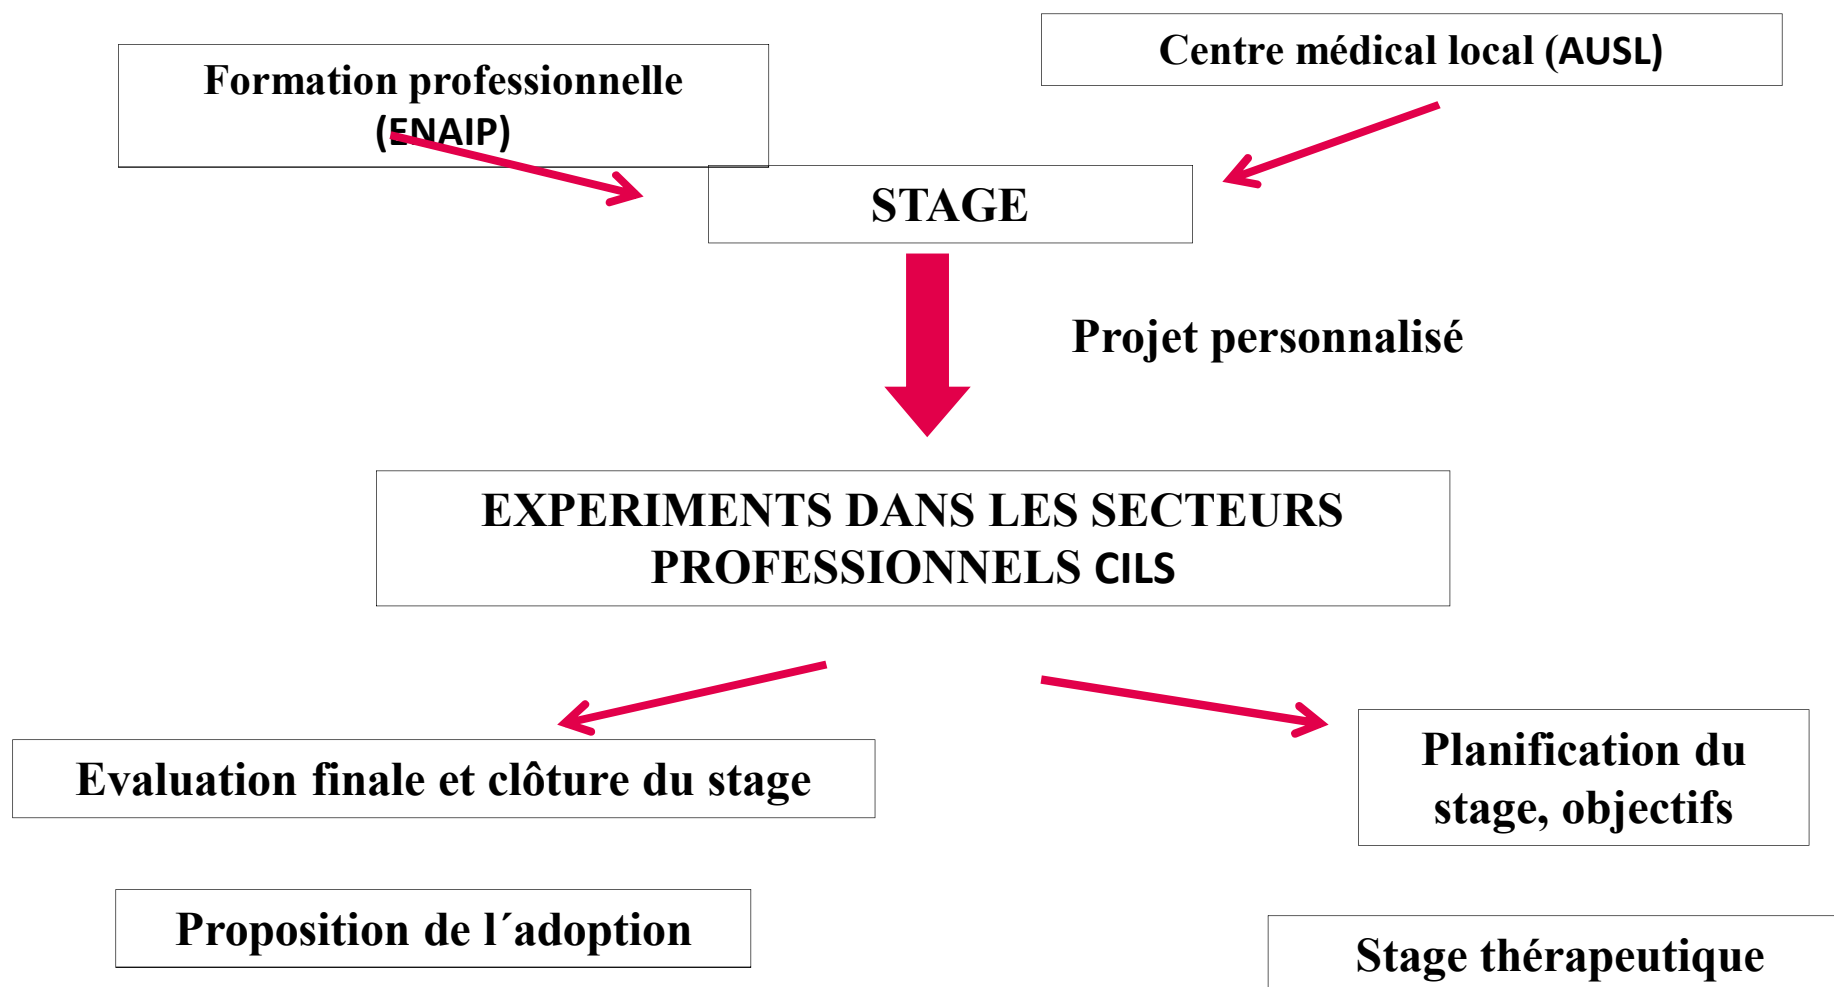 Formation professionnelle
(ENAIP)
Centre médical local (AUSL)
STAGE
Projet personnalisé
EXPERIMENTS DANS LES SECTEURS
PROFESSIONNELS CILS
Evaluation finale et clôture du stage
Planification du
stage, objectifs
Proposition de l´adoption
Stage thérapeutique